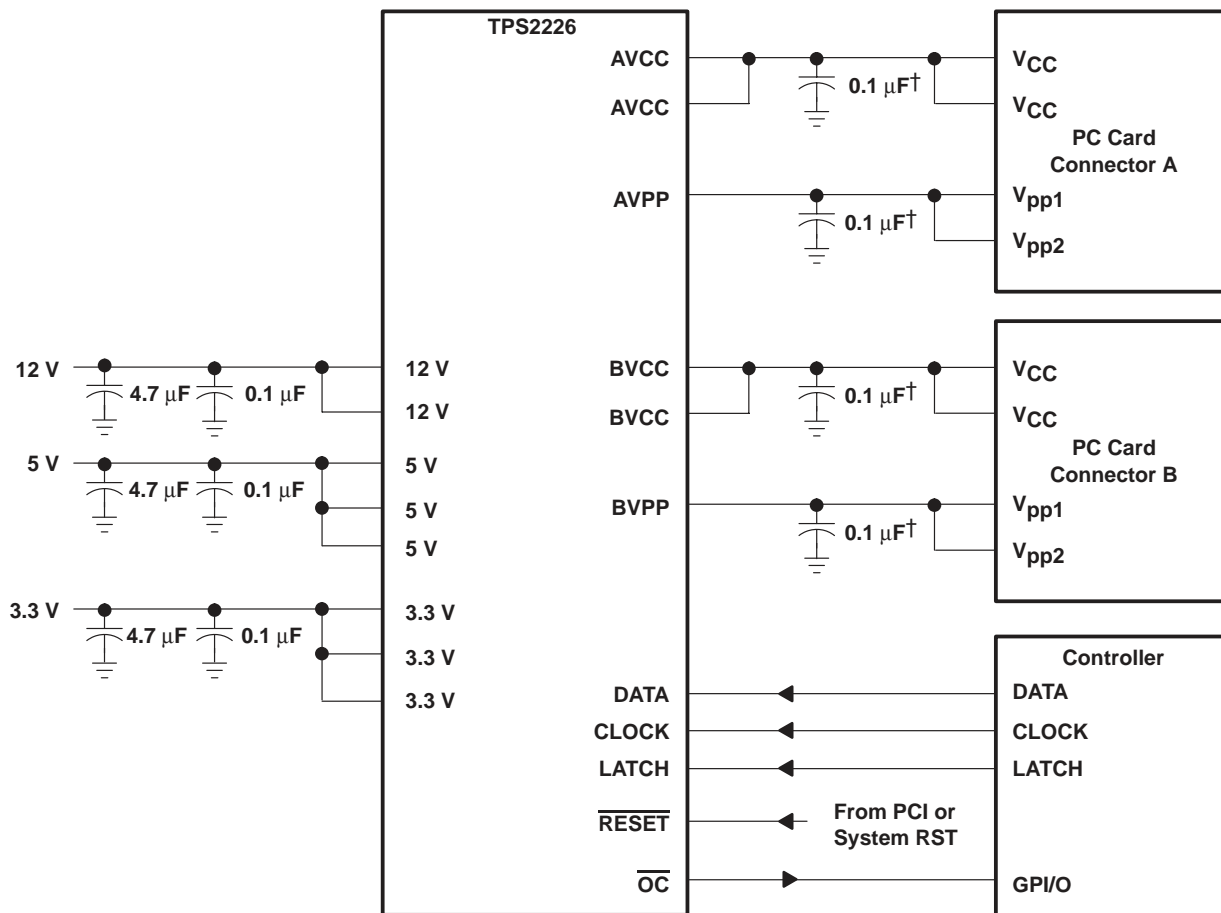 TPS2226
AVCC
AVCC
AVPP
0.1 μF†
0.1 μF†
VCC
VCC
PC Card
Connector A
Vpp1
Vpp2
12 V
4.7 μF
0.1 μF
12 V
12 V
5 V
4.7 μF
0.1 μF
5 V
5 V
5 V
3.3 V
4.7 μF
0.1 μF
3.3 V
3.3 V
3.3 V
BVCC
BVCC
BVPP
0.1 μF†
0.1 μF†
VCC
VCC
PC Card
Connector B
Vpp1
Vpp2
DATA
CLOCK
LATCH
RESET
OC
From PCI or
System RST
Controller
DATA
CLOCK
LATCH
GPI/O